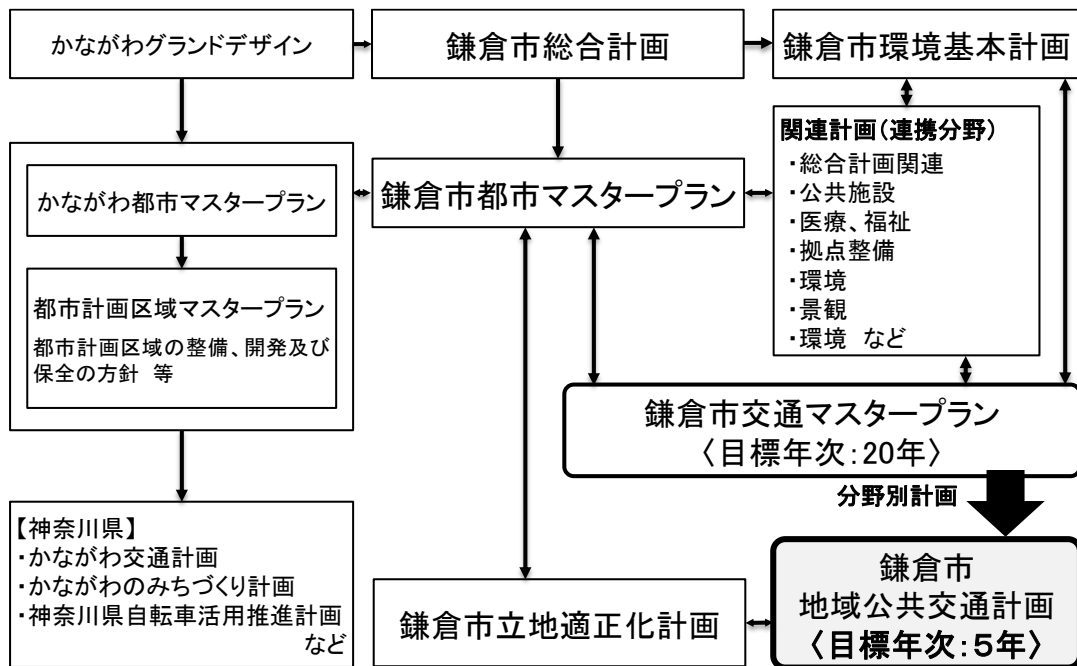 かながわグランドデザイン
鎌倉市総合計画
鎌倉市環境基本計画
関連計画(連携分野)
・総合計画関連
・公共施設
・医療、福祉
・拠点整備
・環境
・景観
・環境 など
かながわ都市マスタープラン
鎌倉市都市マスタープラン
都市計画区域マスタープラン
都市計画区域の整備、開発及び
保全の方針 等
鎌倉市交通マスタープラン
〈目標年次:20年〉
分野別計画
【神奈川県】
・かながわ交通計画
・かながわのみちづくり計画
・神奈川県自転車活用推進計画
など
鎌倉市立地適正化計画
鎌倉市
地域公共交通計画
〈目標年次:5年〉